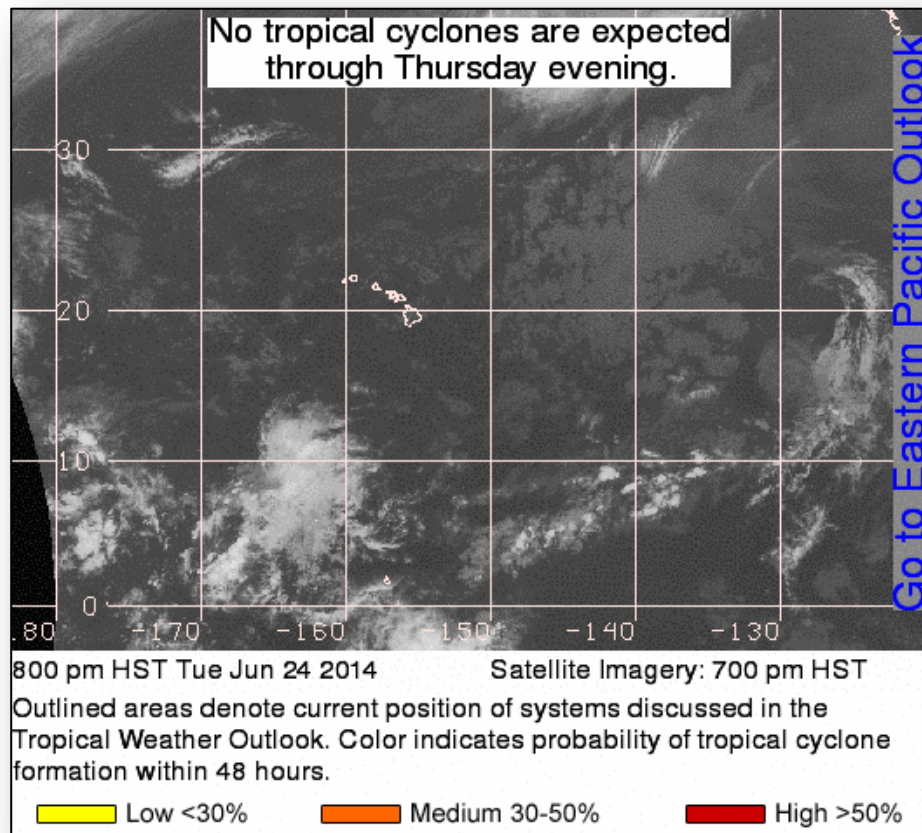 No tropical cyclones are expected
through Thursday evening.
Go to Eastern Pacific Outlook
30
20
10
0
.80
-170
-160
-150
-140
-130
800 pm HST Tue Jun 24 2014
Satellite Imagery: 700 pm HST
Outlined areas denote current position of systems discussed in the
Tropical Weather Outlook. Color indicates probability of tropical cyclone
formation within 48 hours.
Low <30%
Medium 30-50%
High >50%